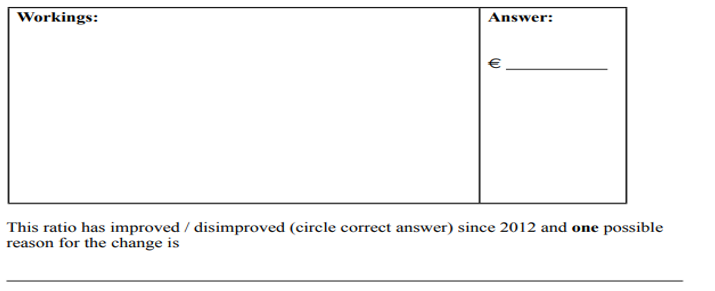 Workings:
Answer:
€ ____________
This ratio has improved / disimproved (circle correct answer) since 2012 and one possible
reason for the change is